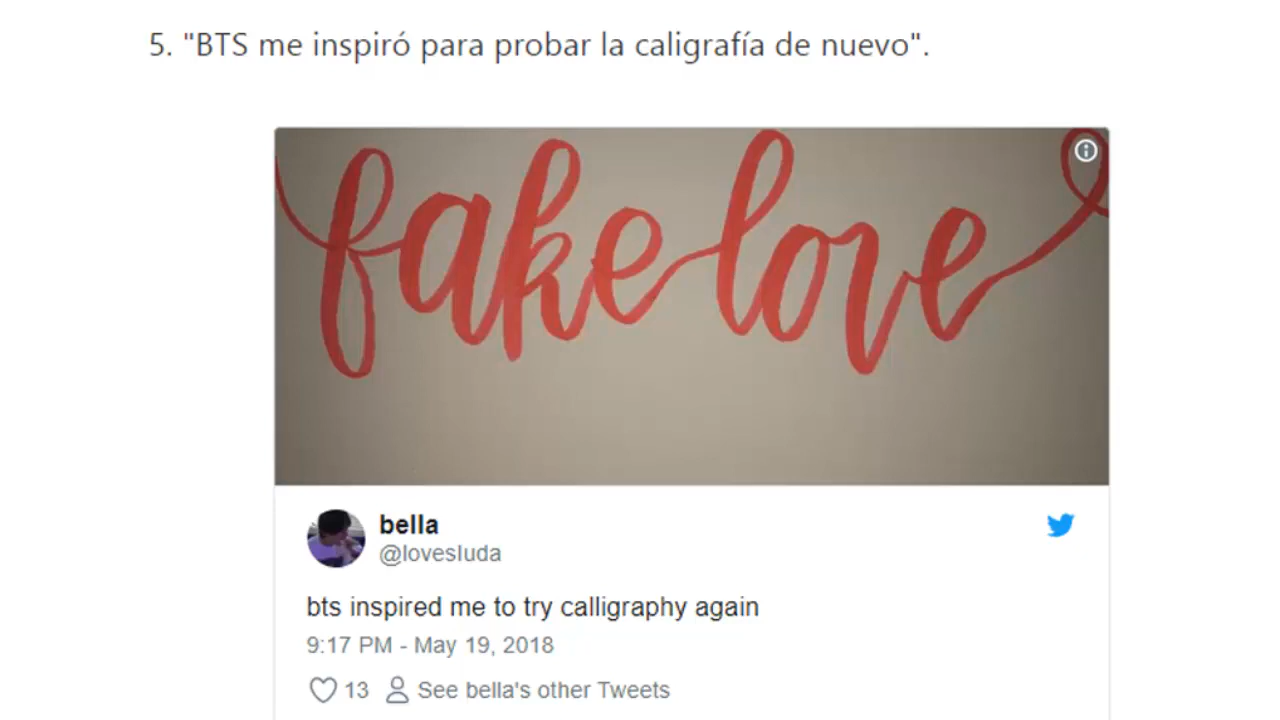 5. "BTS me inspiró para probar la caligrafía de nuevo".
fake love
bella
@lovesluda
bts inspired me to try calligraphy again
9:17 PM - May 19, 2018
13 See bella's other Tweets